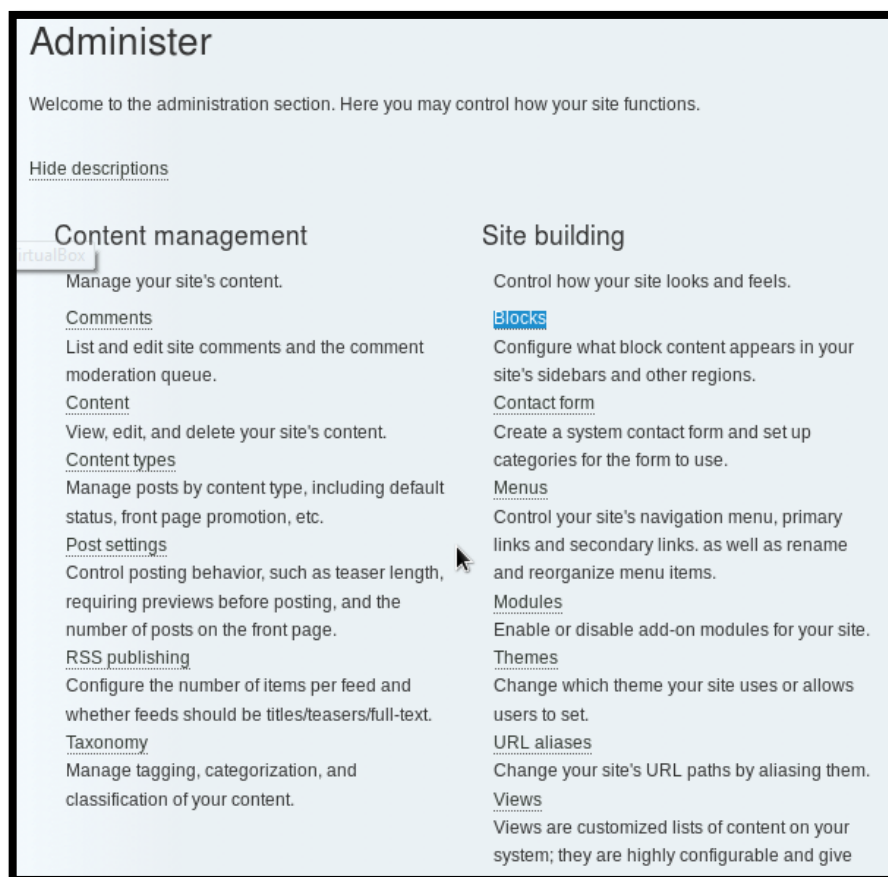 Administer
Welcome to the administration section. Here you may control how your site functions.
Hide descriptions
Content management
irtualBox
Manage your site's content.
Comments
List and edit site comments and the comment
moderation queue.
Content
View, edit, and delete your site's content.
Content types
Manage posts by content type, including default
status, front page promotion, etc.
Post settings
Control posting behavior, such as teaser length,
requiring previews before posting, and the
number of posts on the front page.
RSS publishing
Configure the number of items per feed and
whether feeds should be titles/teasers/full-text.
Taxonomy
Manage tagging, categorization, and
classification of your content.
Site building
Control how your site looks and feels.
Blocks
Configure what block content appears in your
site's sidebars and other regions.
Contact form
Create a system contact form and set up
categories for the form to use.
Menus
Control your site's navigation menu, primary
links and secondary links. as well as rename
and reorganize menu items.
Modules
Enable or disable add-on modules for your site.
Themes
Change which theme your site uses or allows
users to set.
URL aliases
Change your site's URL paths by aliasing them.
Views
Views are customized lists of content on your
system; they are highly configurable and give